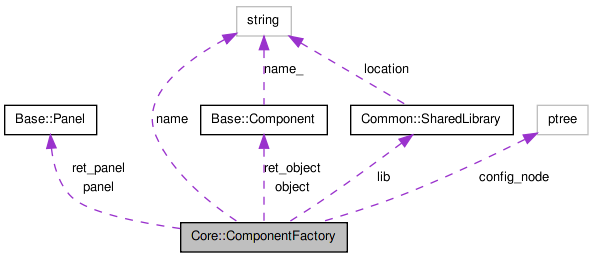 string
name_
location
Base::Panel
name
Base::Component
Common::SharedLibrary
ptree
ret_panel
panel
ret_object
object
lib
config_node
Core::ComponentFactory